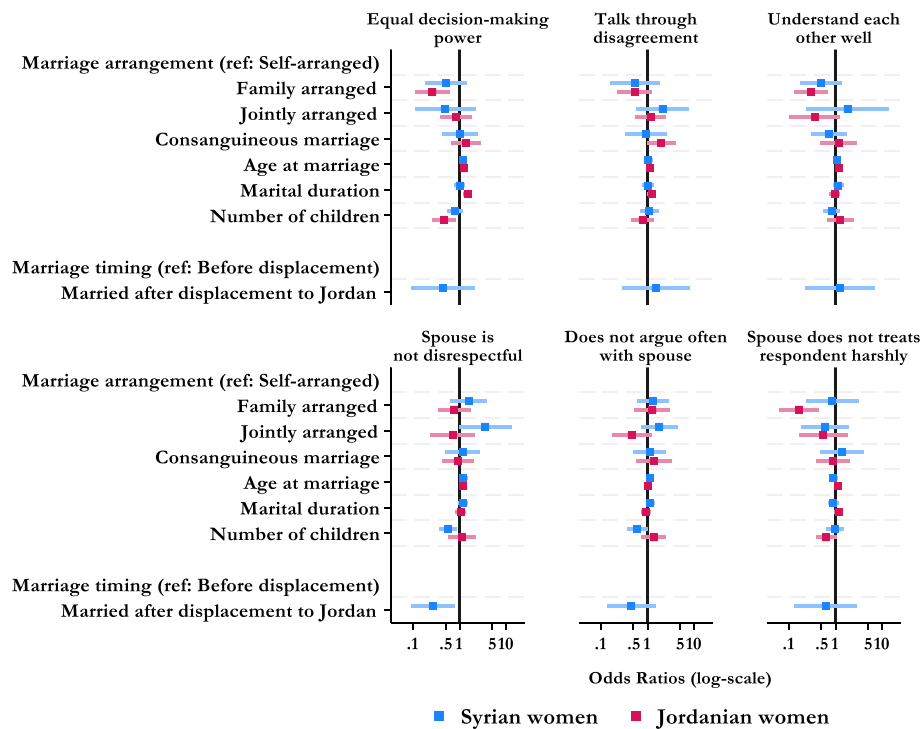 Equal decision-making power
Talk through disagreement
Understand each other well
Marriage arrangement (ref: Self-arranged)
Family arranged
Jointly arranged
Consanguineous marriage
Age at marriage
Marital duration
Number of children
Marriage timing (ref: Before displacement)
Married after displacement to Jordan
Spouse is not disrespectful
Does not argue often with spouse
Spouse does not treats respondent harshly
Marriage arrangement (ref: Self-arranged)
Family arranged
Jointly arranged
Consanguineous marriage
Age at marriage
Marital duration
Number of children
Marriage timing (ref: Before displacement)
Married after displacement to Jordan
.1 .5 1 5 10 .1 .5 1 5 10 .1 .5 1 5 10
Odds Ratios (log-scale)
Syrian women Jordanian women